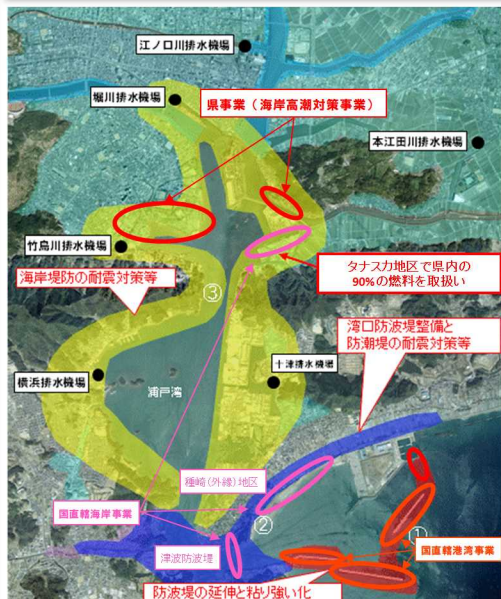 江ノ口川排水機場
堀川排水機場
県事業（海岸高潮対策事業）
本江田川排水機場
竹島川排水機場
タナスカ地区で県内の
90%の燃料を取扱い
海岸堤防の耐震対策等
③
湾口防波堤整備と
防潮堤の耐震対策等
横浜排水機場
十津排水機場
浦戸湾
種崎(外縁)地区
国直轄海岸事業
②
①
津波防波堤
国直轄港湾事業
防波堤の延伸と粘り強い化